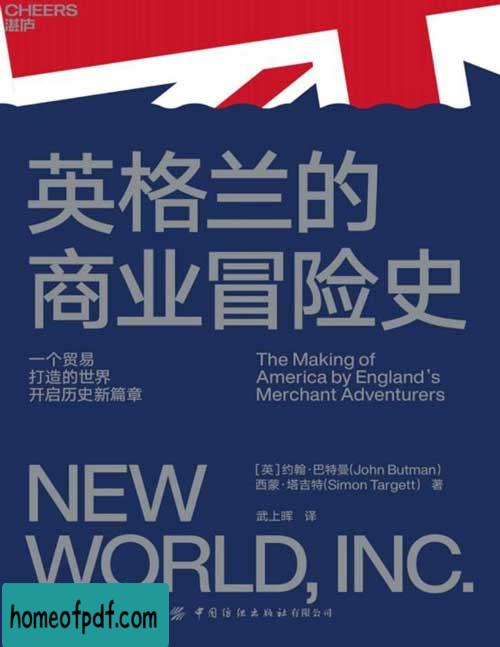 CHEERS
湛庐
英格兰的
商业冒险史
一个贸易
打造的世界
开启历史新篇章
The Making of
America by England's
Merchant Adventurers
[英]约翰·巴特曼(John Butman)
西蒙·塔吉特(Simon Targett) 著
武上晖 译
NEW
WORLD, INC.
homeofpdf.com
中国纺织出版社有限公司